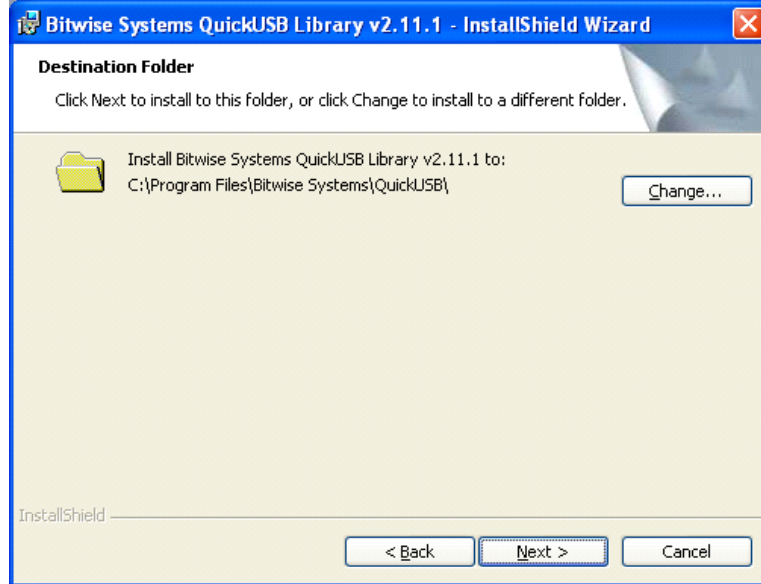 Bitwise Systems QuickUSB Library v2.11.1 - InstallShield Wizard
Destination Folder
Click Next to install to this folder, or click Change to install to a different folder.
Install Bitwise Systems QuickUSB Library v2.11.1 to:
C:\Program Files\Bitwise Systems\QuickUSB\
Change...
InstallShield
< Back
Next >
Cancel